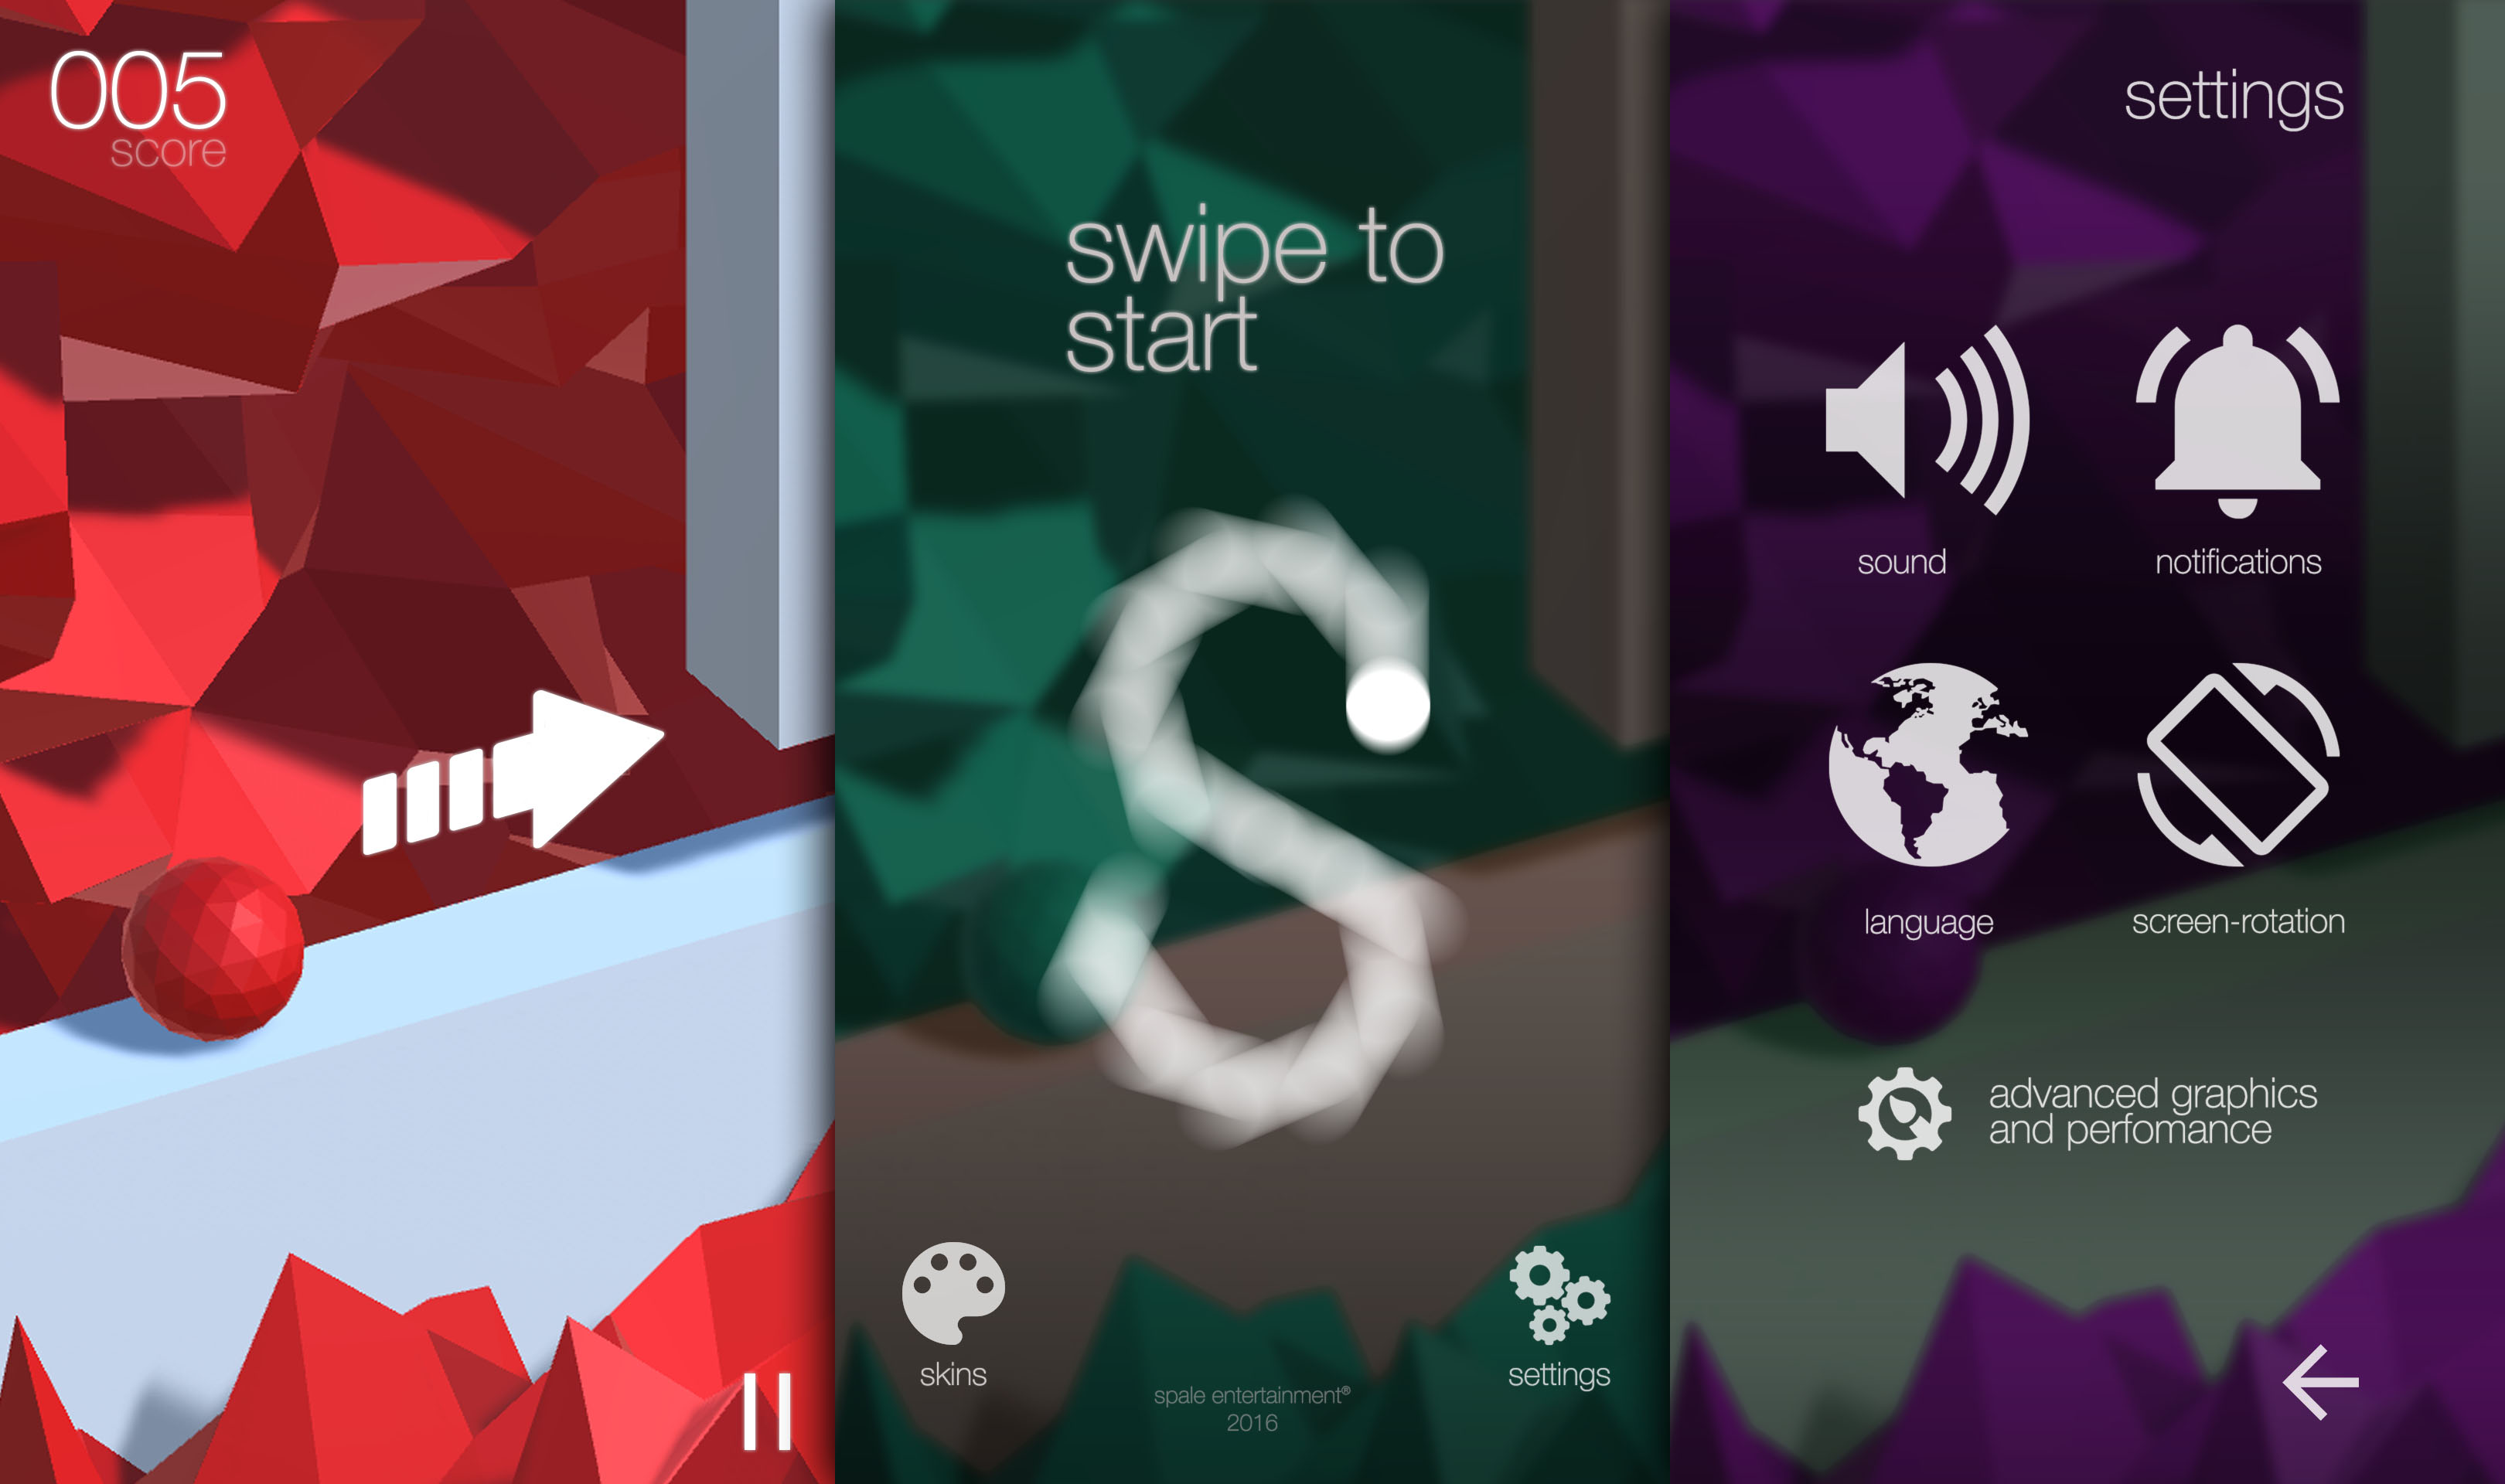 005
score
swipe to
start
skins
settings
spale entertainment®
2016
settings
sound
notifications
language
screen-rotation
advanced graphics
and perfomance